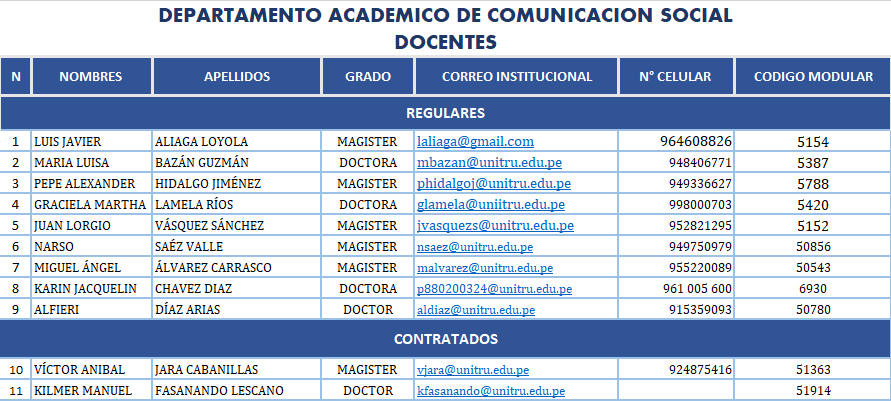 DEPARTAMENTO ACADEMICO DE COMUNICACION SOCIAL
DOCENTES
N NOMBRES APELLIDOS GRADO CORREO INSTITUCIONAL N° CELULAR CODIGO MODULAR
REGULARES
1 LUIS JAVIER ALIAGA LOYOLA MAGISTER laliaga@gmail.com 964608826 5154
2 MARIA LUISA BAZÁN GUZMÁN DOCTORA mbazan@unitru.edu.pe 948406771 5387
3 PEPE ALEXANDER HIDALGO JIMÉNEZ MAGISTER phidalgoj@unitru.edu.pe 949336627 5788
4 GRACIELA MARTHA LAMELA RÍOS DOCTORA glamela@uniitru.edu.pe 998000703 5420
5 JUAN LORGIO VÁSQUEZ SÁNCHEZ MAGISTER jvasquezs@unitru.edu.pe 952821295 5152
6 NARSO SAÉZ VALLE MAGISTER nsaez@unitru.edu.pe 949750979 50856
7 MIGUEL ÁNGEL ÁLVAREZ CARRASCO MAGISTER malvarez@unitru.edu.pe 955220089 50543
8 KARIN JACQUELIN CHAVEZ DIAZ DOCTORA p880200324@unitru.edu.pe 961 005 600 6930
9 ALFIERI DÍAZ ARIAS DOCTOR aldiaz@unitru.edu.pe 915359093 50780
CONTRATADOS
10 VÍCTOR ANIBAL JARA CABANILLAS MAGISTER vjara@unitru.edu.pe 924875416 51363
11 KILMER MANUEL FASANANDO LESCANO DOCTOR kfasanando@unitru.edu.pe 51914